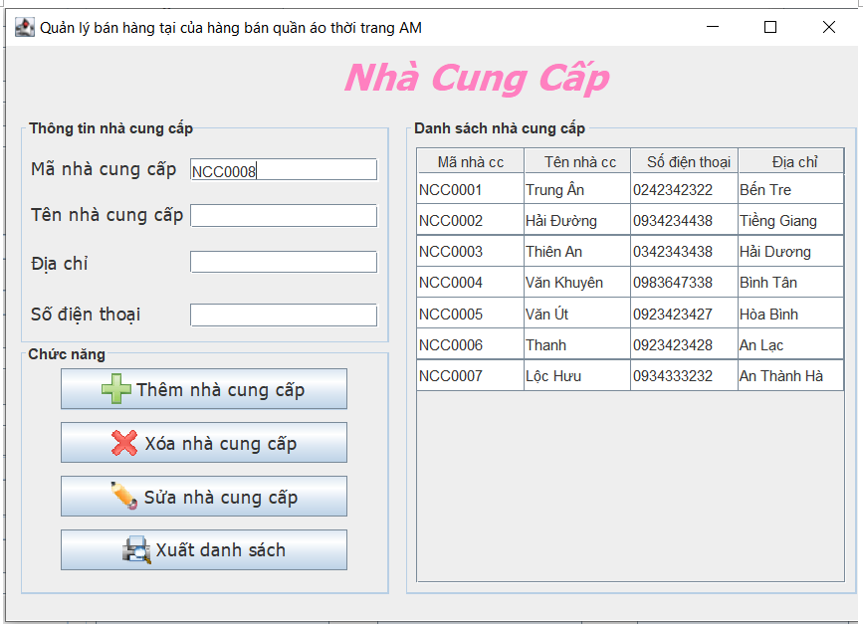 Quản lý bán hàng tại của hàng bán quần áo thời trang AM
Nhà Cung Cấp
Thông tin nhà cung cấp
Mã nhà cung cấp NCC0008
Tên nhà cung cấp
Địa chỉ
Số điện thoại
Chức năng
Thêm nhà cung cấp
Xóa nhà cung cấp
Sửa nhà cung cấp
Xuất danh sách
Danh sách nhà cung cấp
Mã nhà cc Tên nhà cc Số điện thoại Địa chỉ
NCC0001 Trung Ân 0242342322 Bến Tre
NCC0002 Hải Đường 0934234438 Tiềng Giang
NCC0003 Thiên An 0342343438 Hải Dương
NCC0004 Văn Khuyên 0983647338 Bình Tân
NCC0005 Văn Út 0923423427 Hòa Bình
NCC0006 Thanh 0923423428 An Lạc
NCC0007 Lộc Hưu 0934333232 An Thành Hà